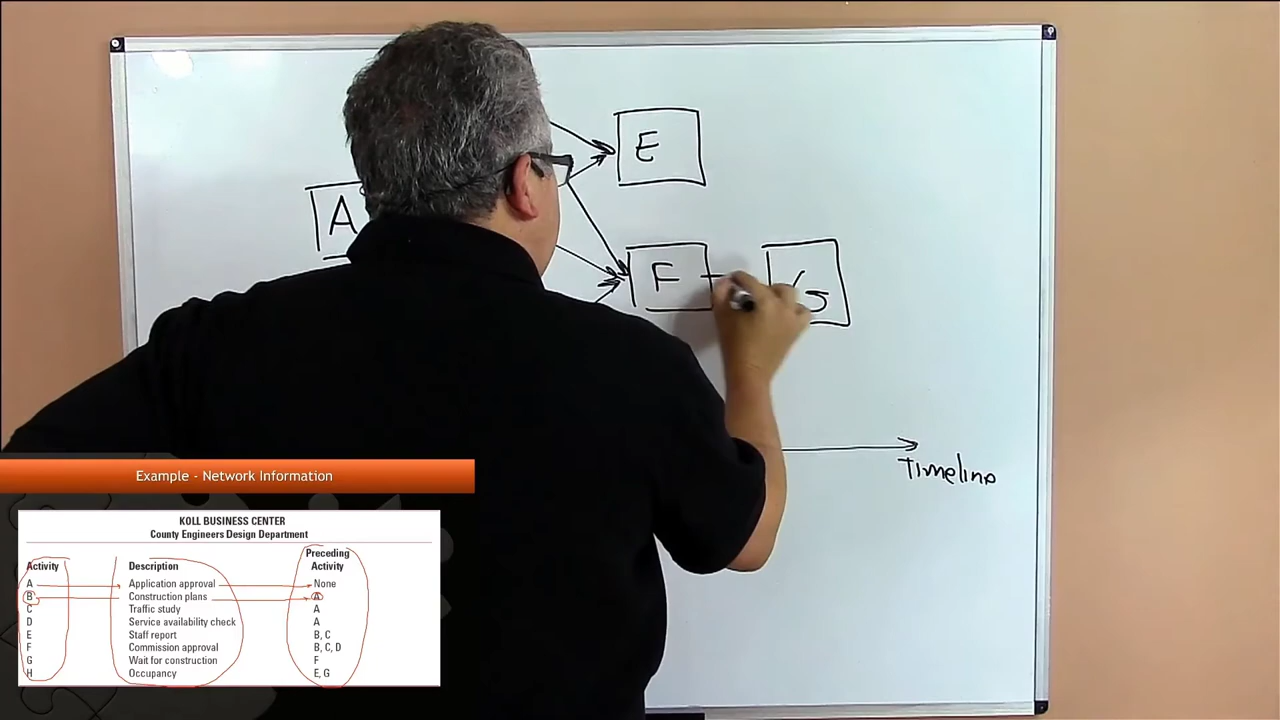 E
A
F
G
Timeline
Example - Network Information
KOLL BUSINESS CENTER
County Engineers Design Department
Activity Description Preceding Activity
A Application approval None
B Construction plans A
C Traffic study A
D Service availability check A
E Staff report B, C
F Commission approval B, C, D
G Wait for construction F
H Occupancy E, G